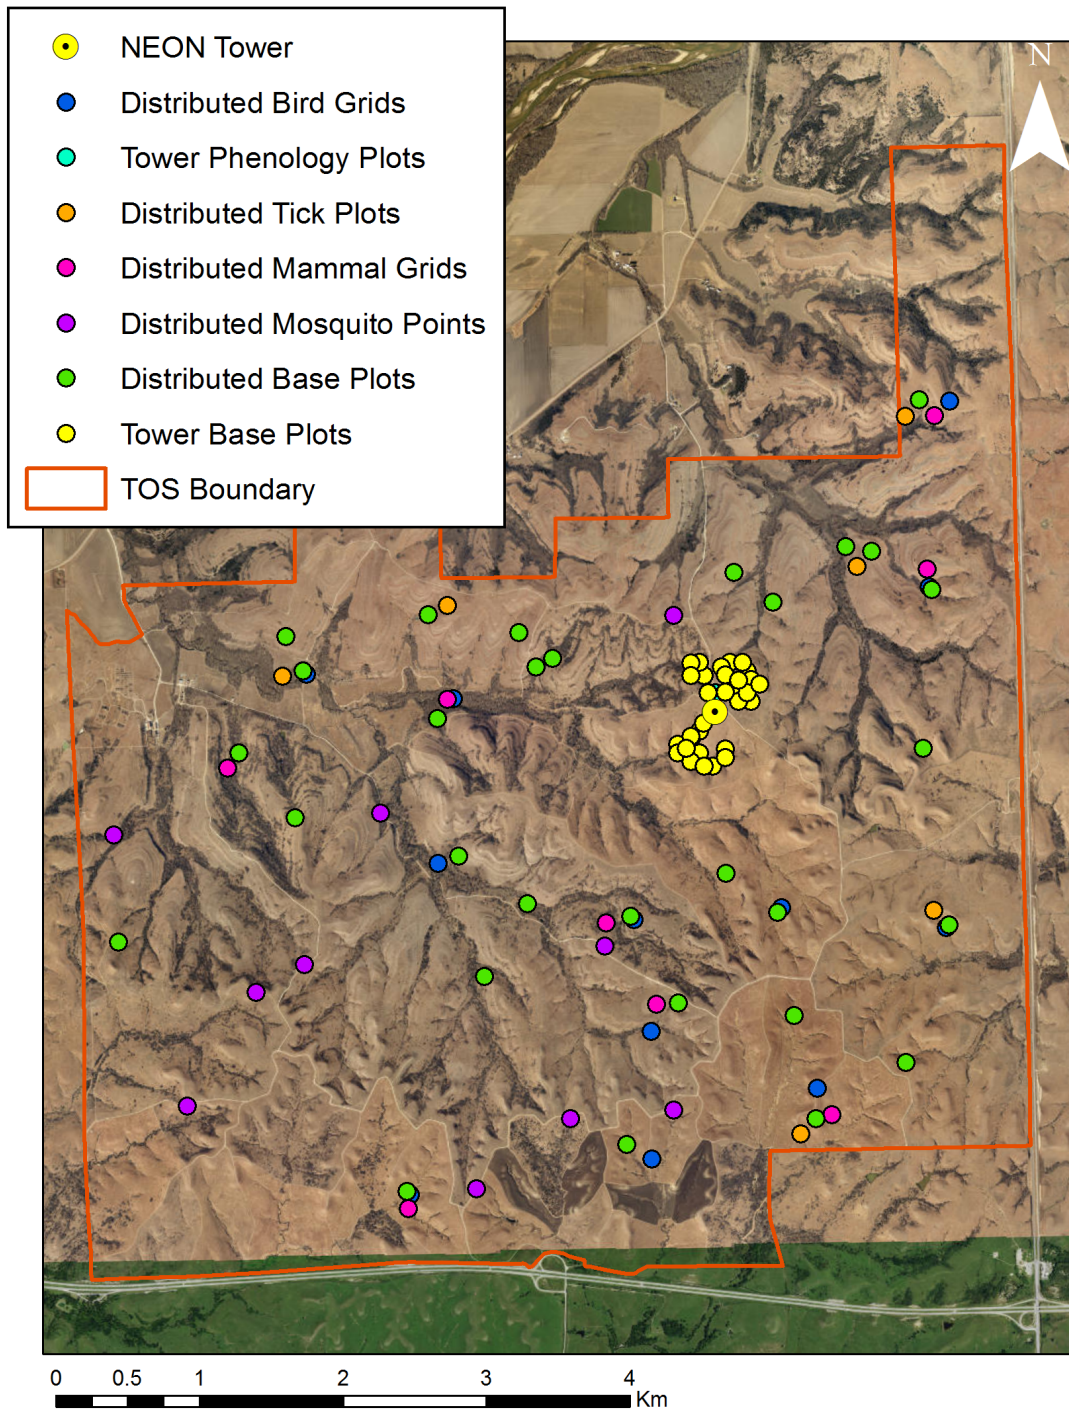 NEON Tower
Distributed Bird Grids
Tower Phenology Plots
Distributed Tick Plots
Distributed Mammal Grids
Distributed Mosquito Points
Distributed Base Plots
Tower Base Plots
TOS Boundary
N
0 0.5 1 2 3 4
Km